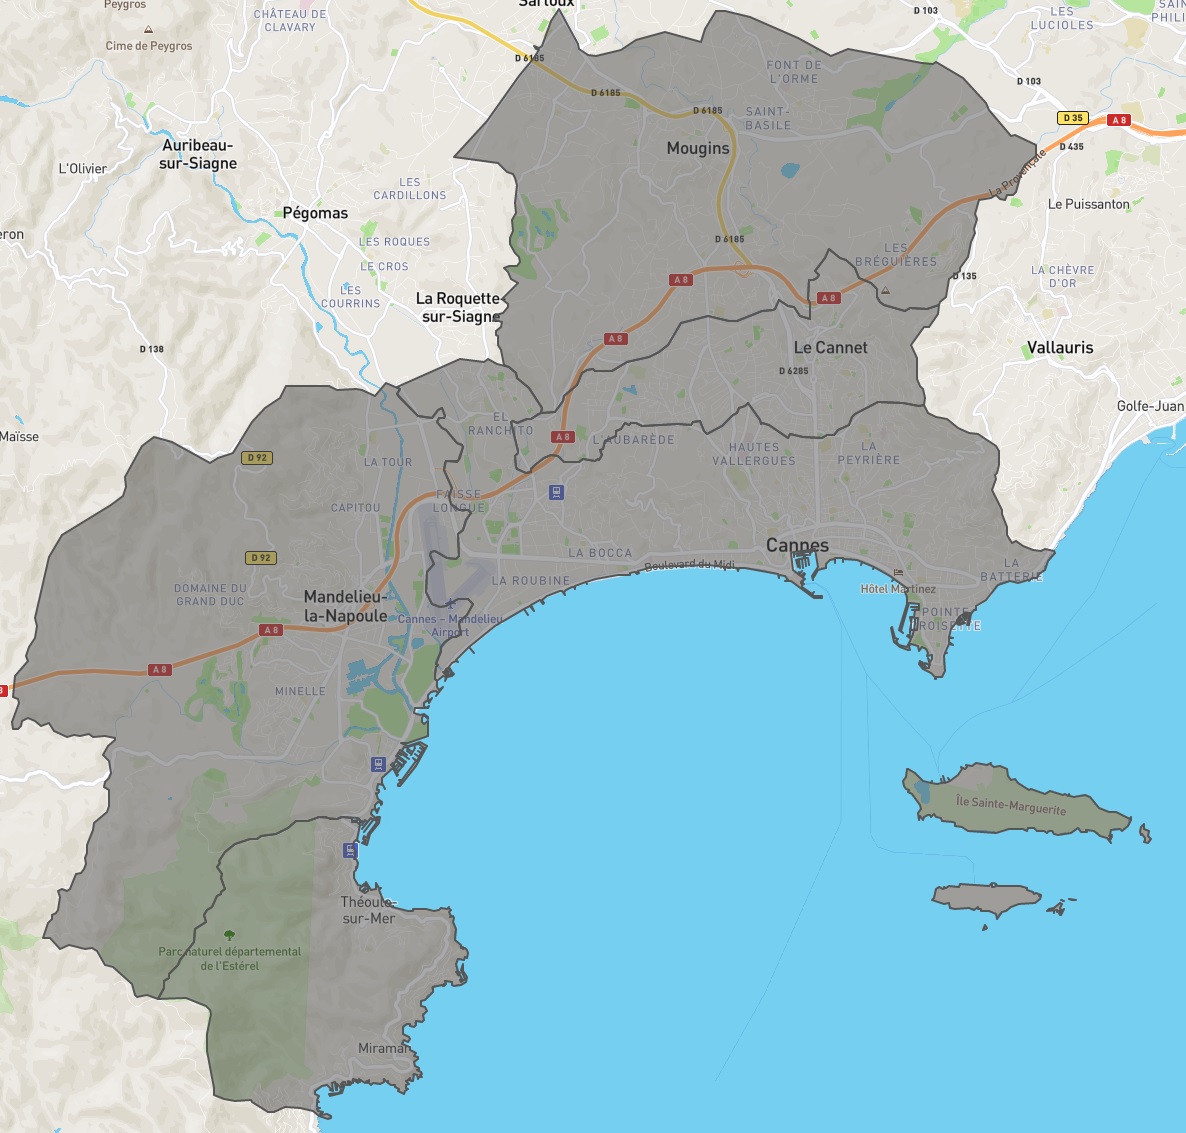 Sartoux
Peygros
Cime de Peygros
CHÂTEAU DE
CLAVARY
D 6185
D 103
LES
LUCIOLES
SAIN
PHILI
FONT DE
L'ORME
D 103
D 6185
D 6185
SAINT-
BASILE
D 35
A 8
D 435
Auribeau-
sur-Siagne
L'Olivier
Mougins
La Provençale
LES
CARDILLONS
Le Puissanton
Pégomas
eron
LES ROQUES
D 6185
LES
BRÉGUIÈRES
LE CROS
A 8
LA CHÈVRE
D'OR
D 135
LES
COURRINS
La Roquette-
sur-Siagne
A 8
A 8
D 138
Le Cannet
Vallauris
D 6285
Golfe-Juan
Maïsse
EL
RANCHITO
A 8
L'AUBARÈDE
HAUTES
VALLERGUES
LA
PEYRIÈRE
D 92
LA TOUR
CAPITOU
FAISSE
LONGUE
D 92
LA BOCCA
Cannes
Boulevard du Midi
LA
BATTERIE
LA ROUBINE
DOMAINE DU
GRAND DUC
Mandelieu-
la-Napoule
Hôtel Martinez
Cannes – Mandelieu
Airport
POINTE
CROISETTE
A 8
A 8
8
MINELLE
Île Sainte-Marguerite
Théoule-
sur-Mer
Parc naturel départemental
de l'Estérel
Miramar